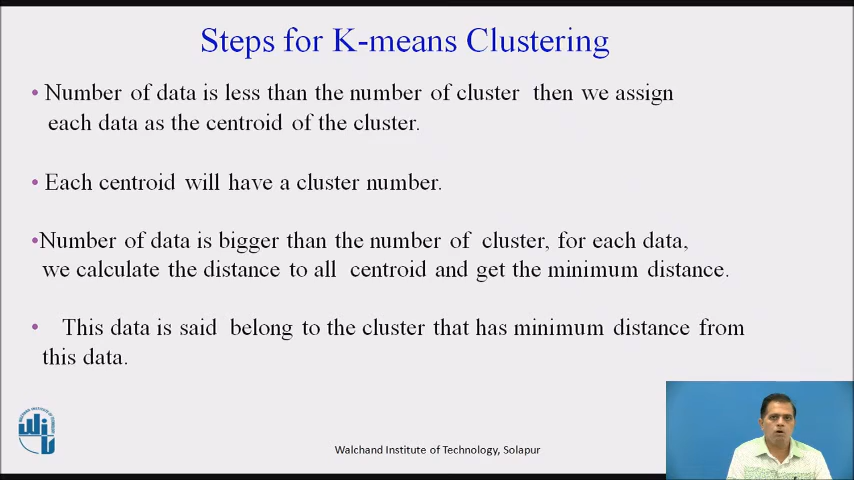 Steps for K-means Clustering
• Number of data is less than the number of cluster then we assign
each data as the centroid of the cluster.
• Each centroid will have a cluster number.
•Number of data is bigger than the number of cluster, for each data,
we calculate the distance to all centroid and get the minimum distance.
• This data is said belong to the cluster that has minimum distance from
this data.
Walchand Institute of Technology, Solapur